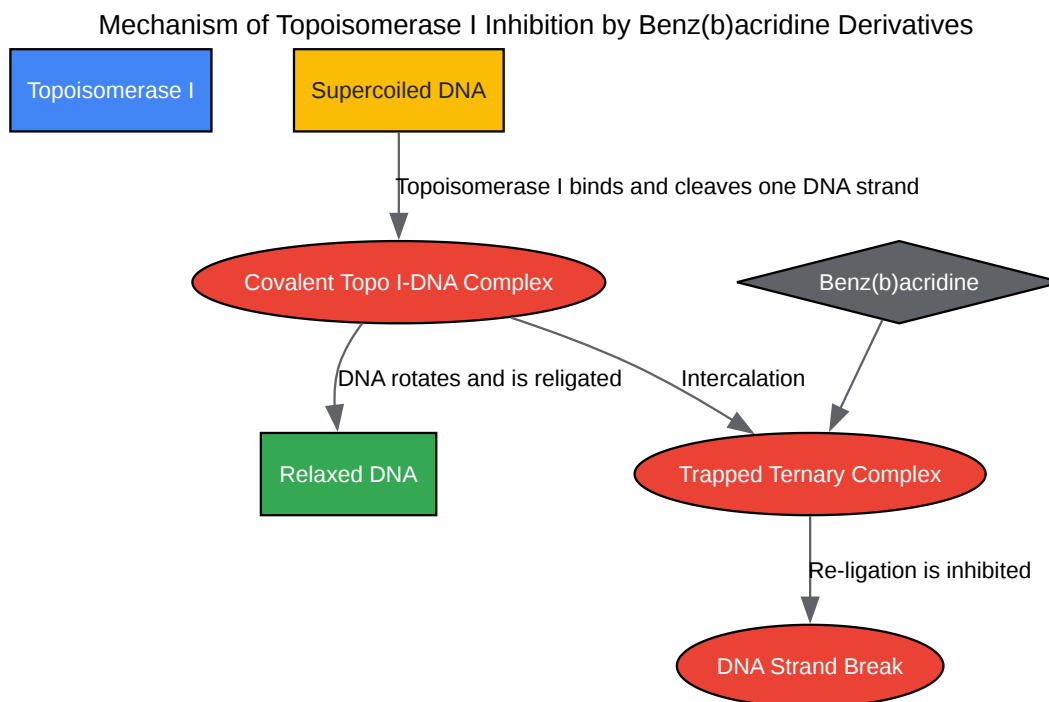 Mechanism of Topoisomerase I Inhibition by Benz(b)acridine Derivatives
Topoisomerase I
Supercoiled DNA
Topoisomerase I binds and cleaves one DNA strand
Covalent Topo I-DNA Complex
Benz(b)acridine
DNA rotates and is religated
Intercalation
Relaxed DNA
Trapped Ternary Complex
Re-ligation is inhibited
DNA Strand Break